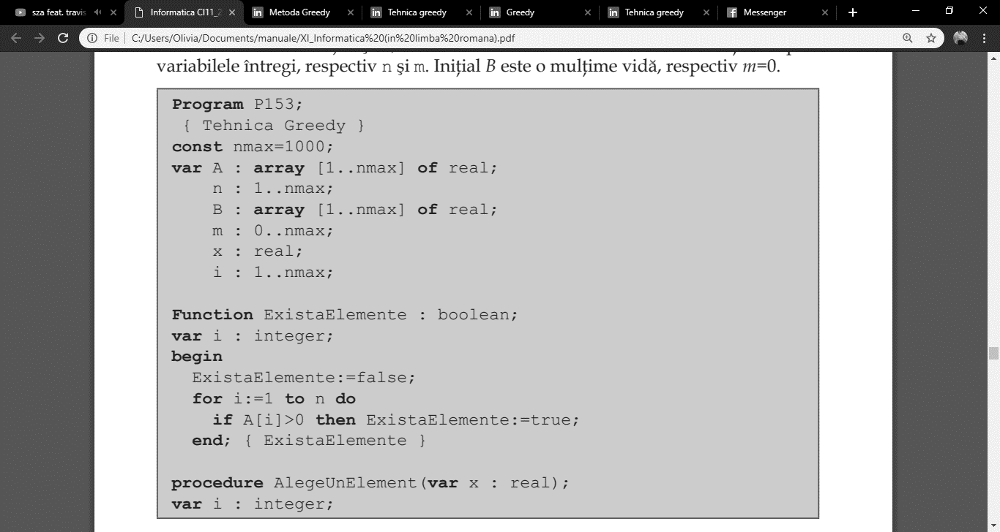 sza feat. travis
Informatica CI11_2
Metoda Greedy
Tehnica greedy
Greedy
Tehnica greedy
Messenger
File
C:/Users/Olivia/Documents/manuale/XI_Informatica%20(in%20limba%20romana).pdf
variabilele întregi, respectiv n şi m. Iniţial B este o mulţime vidă, respectiv m=0.
Program P153;
{ Tehnica Greedy }
const nmax=1000;
var A : array [1..nmax] of real;
n : 1..nmax;
B : array [1..nmax] of real;
m : 0..nmax;
x : real;
i : 1..nmax;
Function ExistaElemente : boolean;
var i : integer;
begin
ExistaElemente:=false;
for i:=1 to n do
if A[i]>0 then ExistaElemente:=true;
end; { ExistaElemente }
procedure AlegeUnElement(var x : real);
var i : integer;